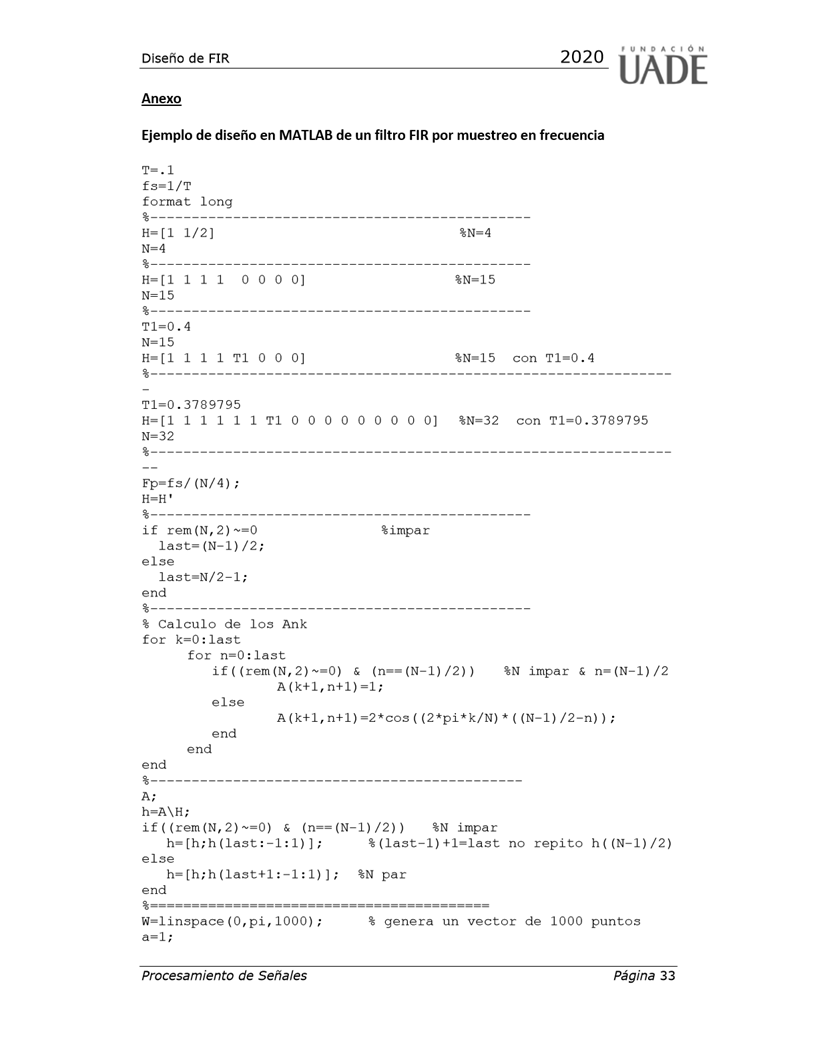 Diseño de FIR 2020 FUNDACIÓN
UADE
Anexo
Ejemplo de diseño en MATLAB de un filtro FIR por muestreo en frecuencia
T=.1
fs=1/T
format long
%----------------------------------------------
H=[1 1/2] %N=4
N=4
%----------------------------------------------
H=[1 1 1 1  0 0 0 0] %N=15
N=15
%----------------------------------------------
T1=0.4
N=15
H=[1 1 1 1 T1 0 0 0] %N=15  con T1=0.4
%---------------------------------------------------------------
-
T1=0.3789795
H=[1 1 1 1 1 1 T1 0 0 0 0 0 0 0 0 0] %N=32  con T1=0.3789795
N=32
%---------------------------------------------------------------
--
Fp=fs/(N/4);
H=H'
%----------------------------------------------
if rem(N,2)~=0 %impar
  last=(N-1)/2;
else
  last=N/2-1;
end
%----------------------------------------------
% Calculo de los Ank
for k=0:last
for n=0:last
if((rem(N,2)~=0) & (n==(N-1)/2)) %N impar & n=(N-1)/2
A(k+1,n+1)=1;
else
A(k+1,n+1)=2*cos((2*pi*k/N)*((N-1)/2-n));
end
end
end
%---------------------------------------------
A;
h=A\H;
if((rem(N,2)~=0) & (n==(N-1)/2)) %N impar
h=[h;h(last:-1:1)]; %(last-1)+1=last no repito h((N-1)/2)
else
h=[h;h(last+1:-1:1)]; %N par
end
%=========================================
W=linspace(0,pi,1000); % genera un vector de 1000 puntos
a=1;
Procesamiento de Señales Página 33